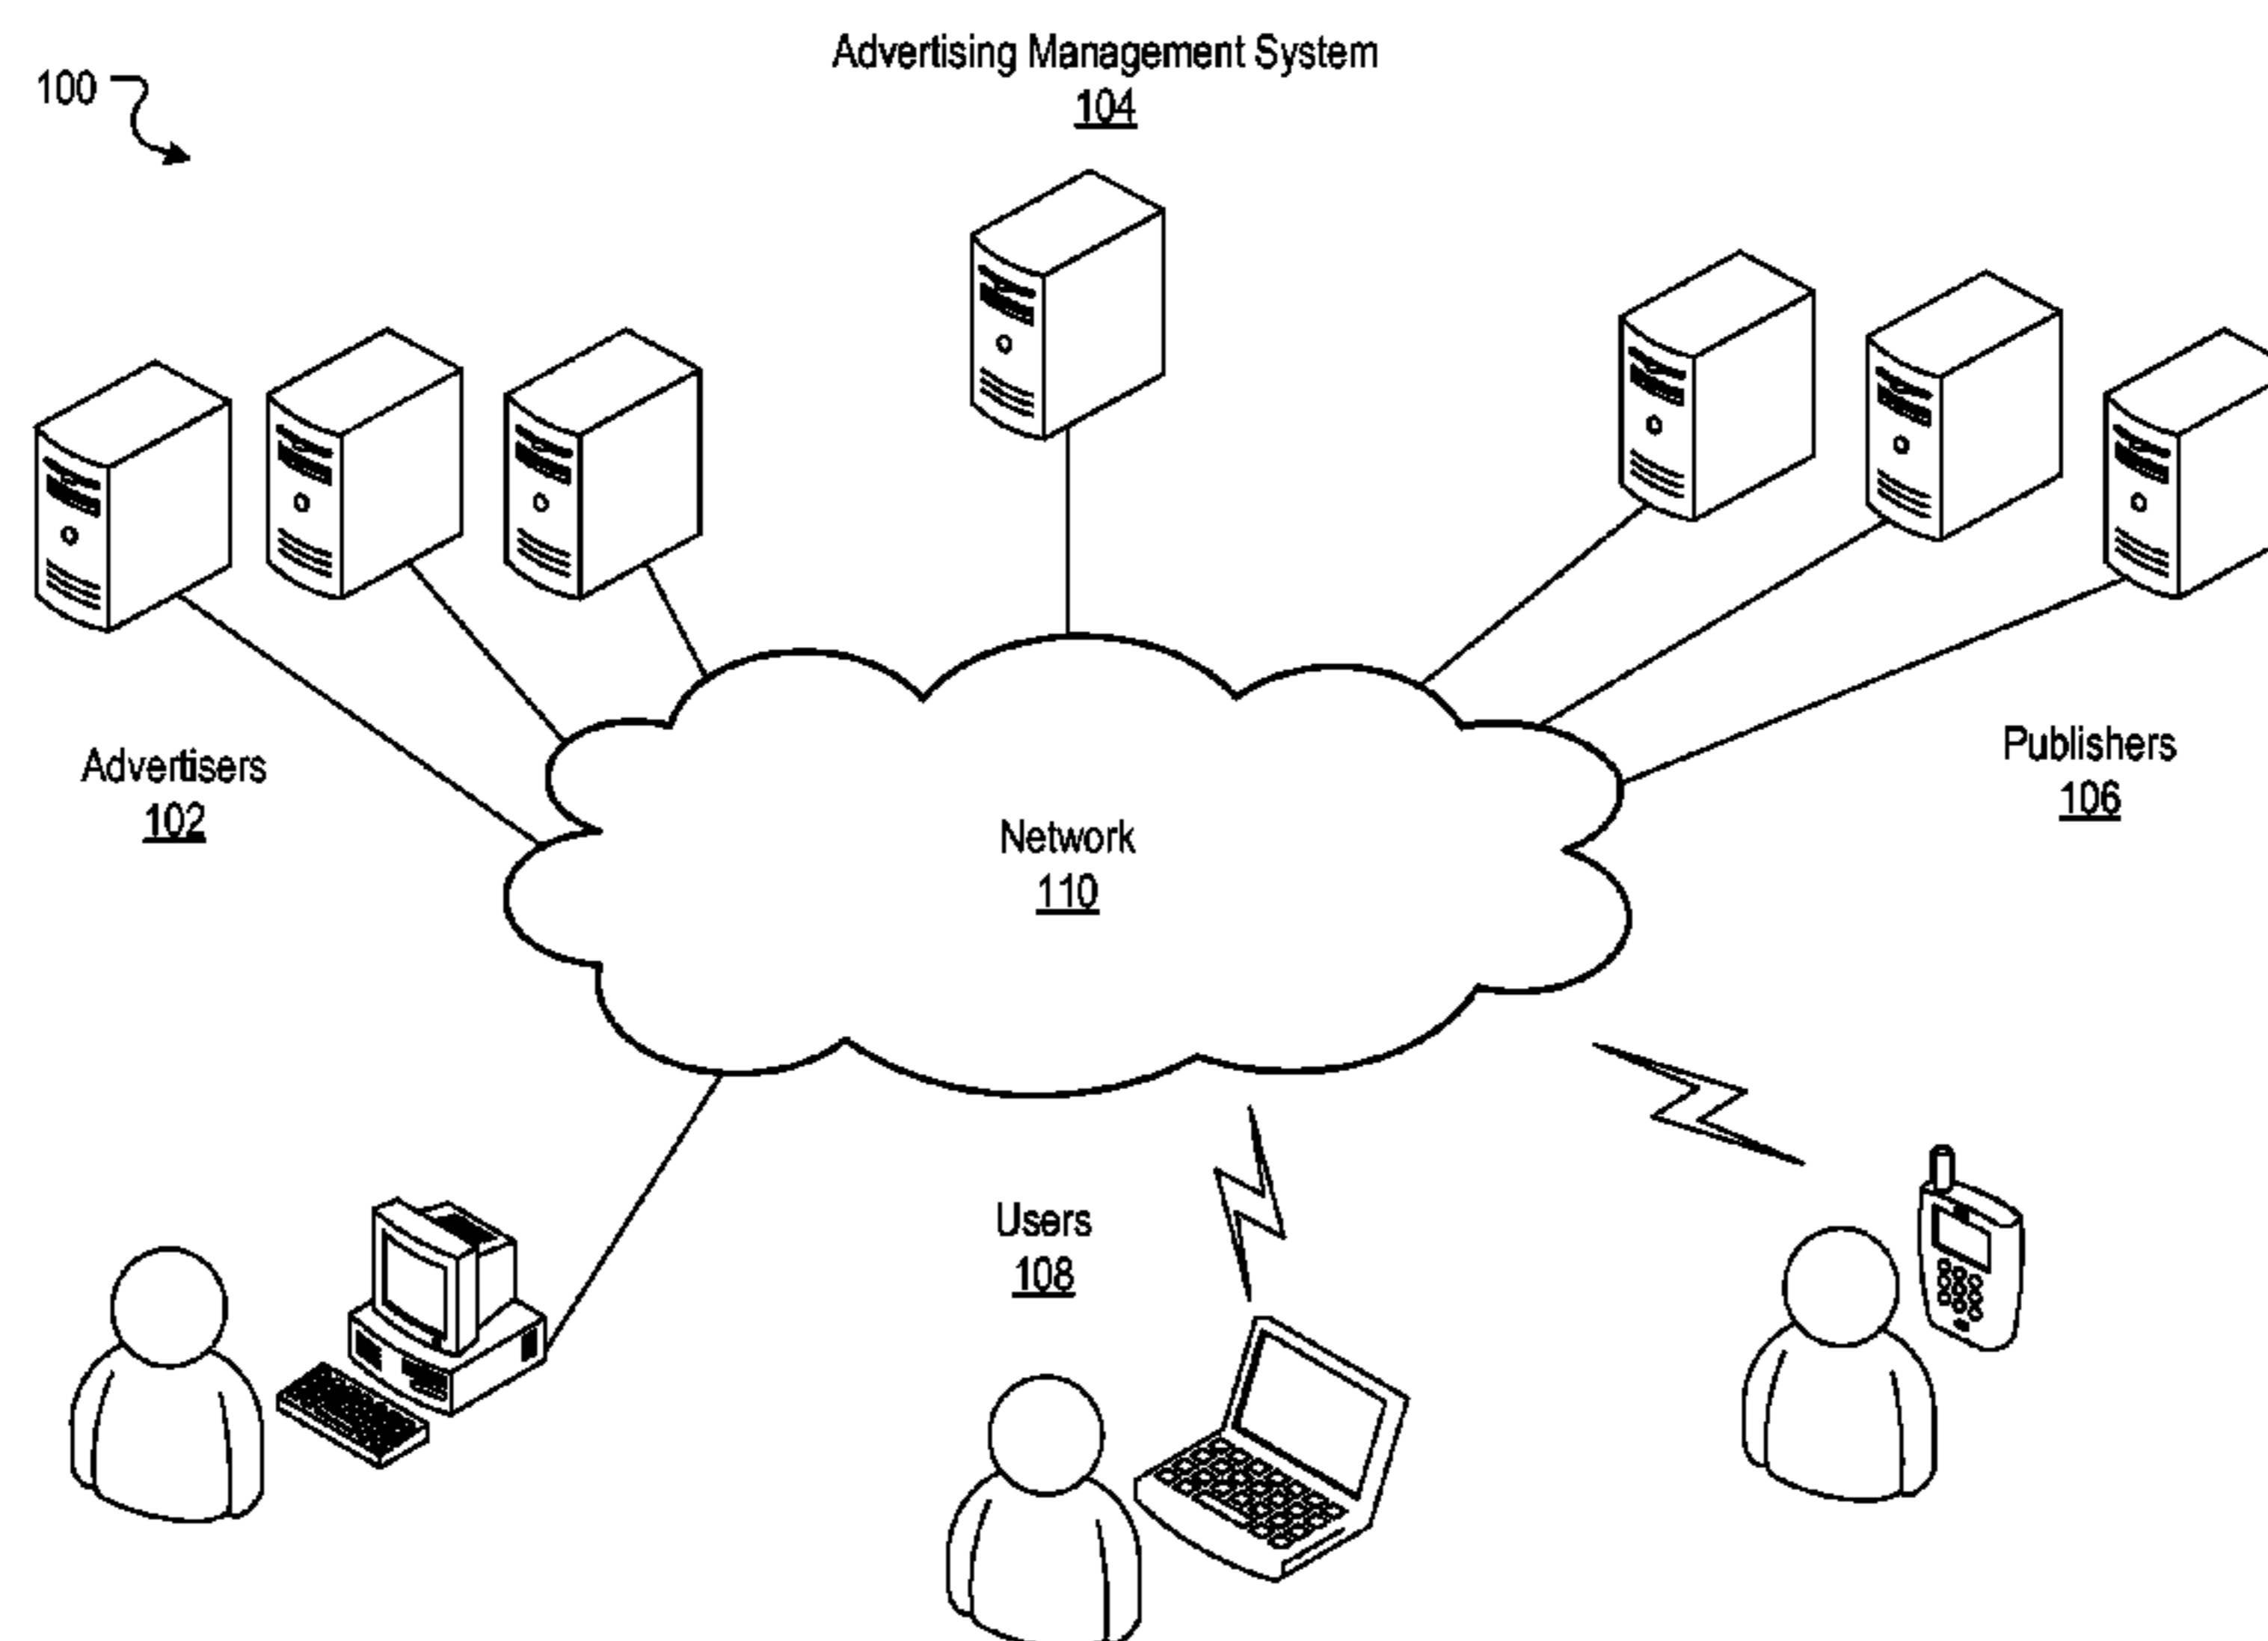 Advertising Management System
104
100
Advertisers
102
Publishers
106
Network
110
Users
108